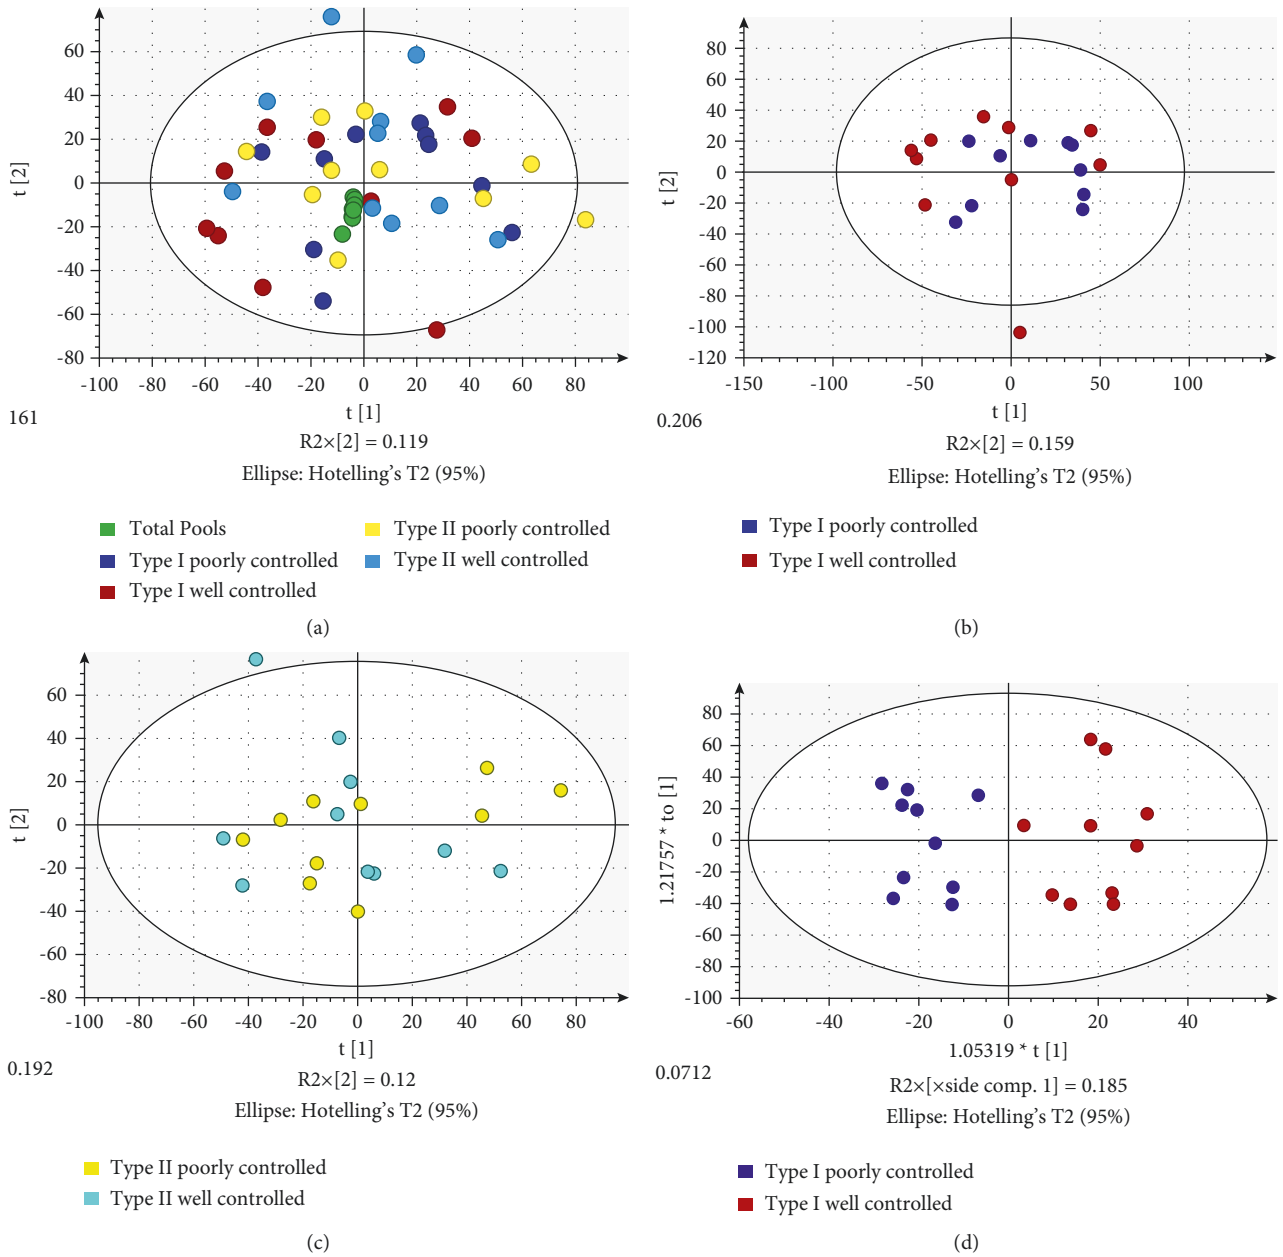 t [2]
60
40
20
0
-20
-40
-60
-80
-100 -80 -60 -40 -20 0 20 40 60 80
t [1]
161
R2×[2] = 0.119
Ellipse: Hotelling's T2 (95%)
Total Pools
Type I poorly controlled
Type I well controlled
Type II poorly controlled
Type II well controlled
(a)
t [2]
80
60
40
20
0
-20
-40
-60
-80
-100
-120
-150 -100 -50 0 50 100
t [1]
0.206
R2×[2] = 0.159
Ellipse: Hotelling's T2 (95%)
Type I poorly controlled
Type I well controlled
(b)
t [2]
60
40
20
0
-20
-40
-60
-80
-100 -80 -60 -40 -20 0 20 40 60 80
t [1]
0.192
R2×[2] = 0.12
Ellipse: Hotelling's T2 (95%)
Type II poorly controlled
Type II well controlled
(c)
1.21757 * to [1]
80
60
40
20
0
-20
-40
-60
-80
-100
-60 -40 -20 0 20 40
1.05319 * t [1]
0.0712
R2×[×side comp. 1] = 0.185
Ellipse: Hotelling's T2 (95%)
Type I poorly controlled
Type I well controlled
(d)